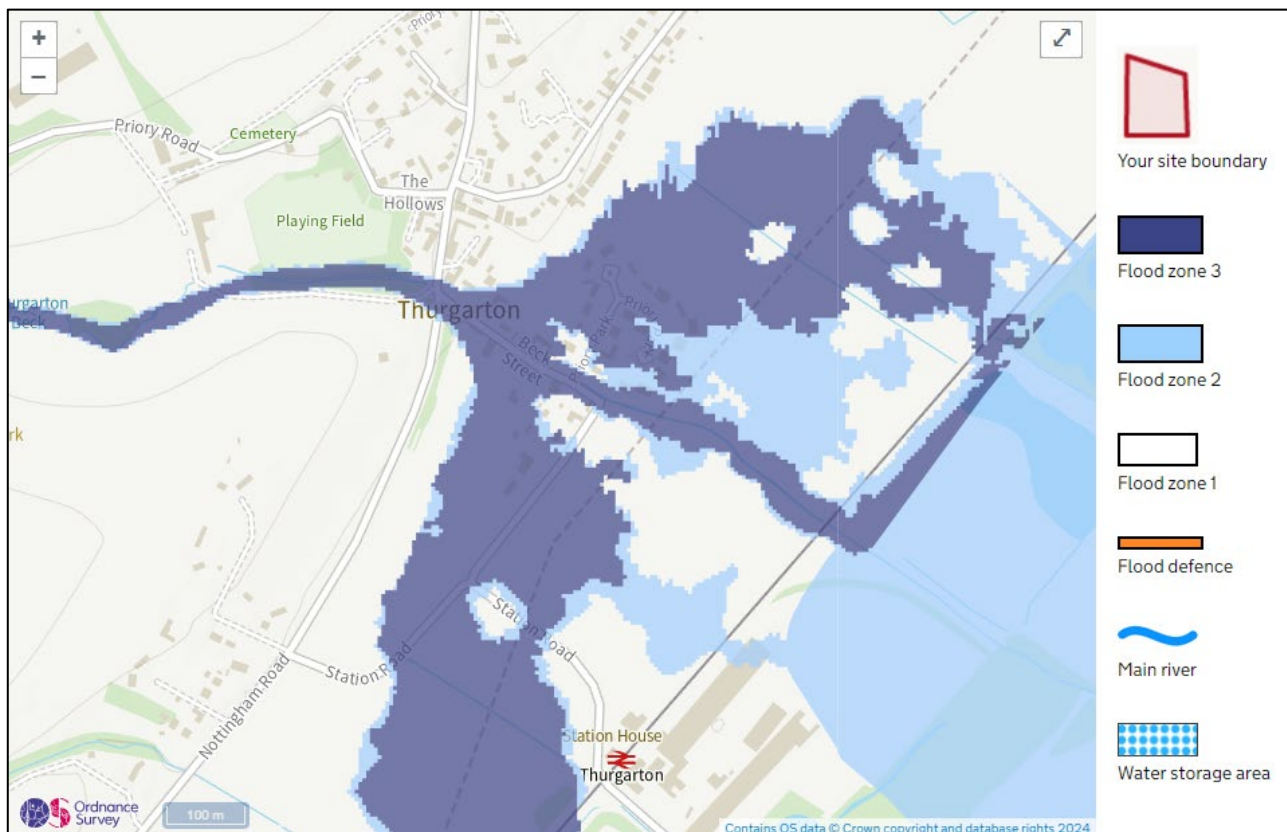 +
−
Priory
Priory Road
Cemetery
The
Hollows
Playing Field
Thurgarton
Beck
Thurgarton
Beck
Street
Priory Park
Station Road
Station Road
Nottingham Road
Station House
Thurgarton
100 m
Ordnance
Survey
Contains OS data © Crown copyright and database rights 2024
Your site boundary
Flood zone 3
Flood zone 2
Flood zone 1
Flood defence
Main river
Water storage area